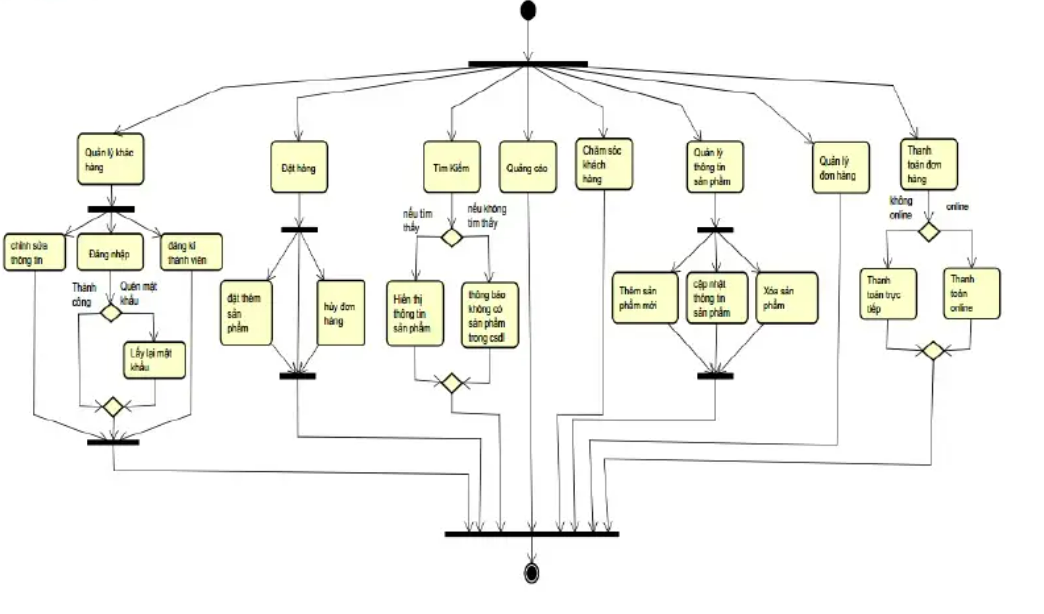 Quản lý khác
hàng
Đặt hàng
Tìm Kiếm
Quảng cáo
Chăm sóc
khách
hàng
Quản lý
thông tin
sản phẩm
Quản lý
đơn hàng
Thanh
toán đơn
hàng
chỉnh sửa
thông tin
Đăng nhập
đăng kí
thành viên
nếu tìm
thấy
nếu không
tìm thấy
không
online
online
Thành
công
Quên mật
khẩu
Lấy lại mật
khẩu
đặt thêm
sản
phẩm
hủy đơn
hàng
Hiển thị
thông tin
sản phẩm
thông báo
không có
sản phẩm
trong csdl
Thêm sản
phẩm mới
cập nhật
thông tin
sản phẩm
Xóa sản
phẩm
Thanh
toán trực
tiếp
Thanh
toán
online